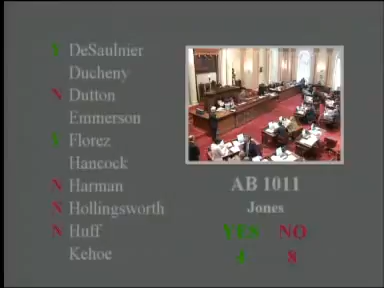 Y DeSaulnier
Ducheny
N Dutton
Emmerson
Y Florez
Hancock
N Harman
N Hollingsworth
N Huff
Kehoe
AB 1011
Jones
YES NO
4 8